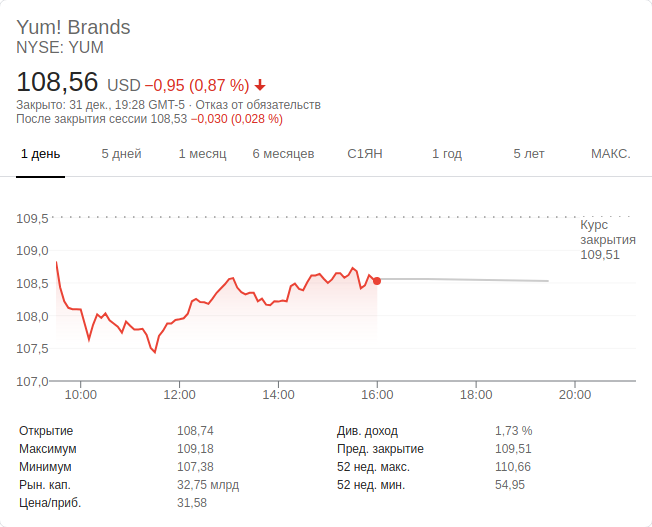 Yum! Brands
NYSE: YUM
108,56 USD −0,95 (0,87 %)
Закрыто: 31 дек., 19:28 GMT-5 · Отказ от обязательств
После закрытия сессии 108,53 −0,030 (0,028 %)
1 день 5 дней 1 месяц 6 месяцев С1ЯН 1 год 5 лет МАКС.
109,5
Курс
закрытия
109,51
109,0
108,5
108,0
107,5
107,0
10:00 12:00 14:00 16:00 18:00 20:00
Открытие 108,74 Див. доход 1,73 %
Максимум 109,18 Пред. закрытие 109,51
Минимум 107,38 52 нед. макс. 110,66
Рын. кап. 32,75 млрд 52 нед. мин. 54,95
Цена/приб. 31,58